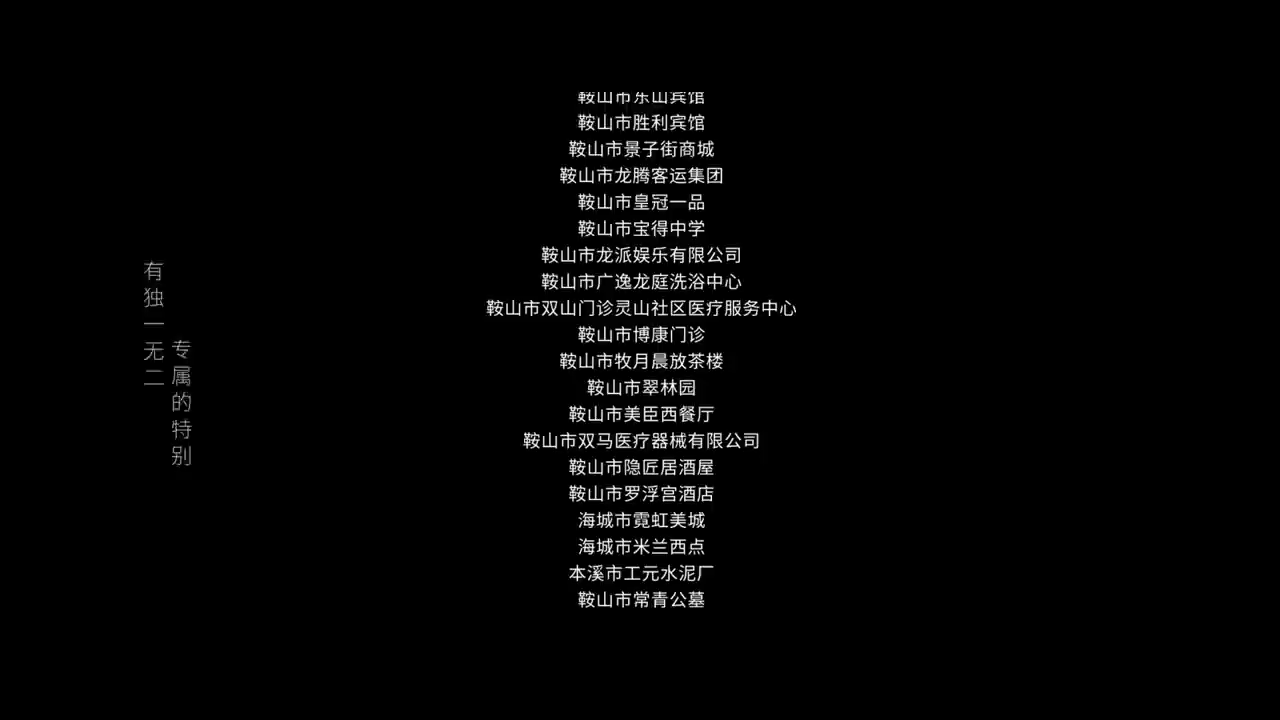 鞍山市东山宾馆
鞍山市胜利宾馆
鞍山市景子街商城
鞍山市龙腾客运集团
鞍山市皇冠一品
鞍山市宝得中学
鞍山市龙派娱乐有限公司
鞍山市广逸龙庭洗浴中心
鞍山市双山门诊灵山社区医疗服务中心
鞍山市博康门诊
鞍山市牧月晨放茶楼
鞍山市翠林园
鞍山市美臣西餐厅
鞍山市双马医疗器械有限公司
鞍山市隐匠居酒屋
鞍山市罗浮宫酒店
海城市霓虹美城
海城市米兰西点
本溪市工元水泥厂
鞍山市常青公墓
有独一无二
专属的特别